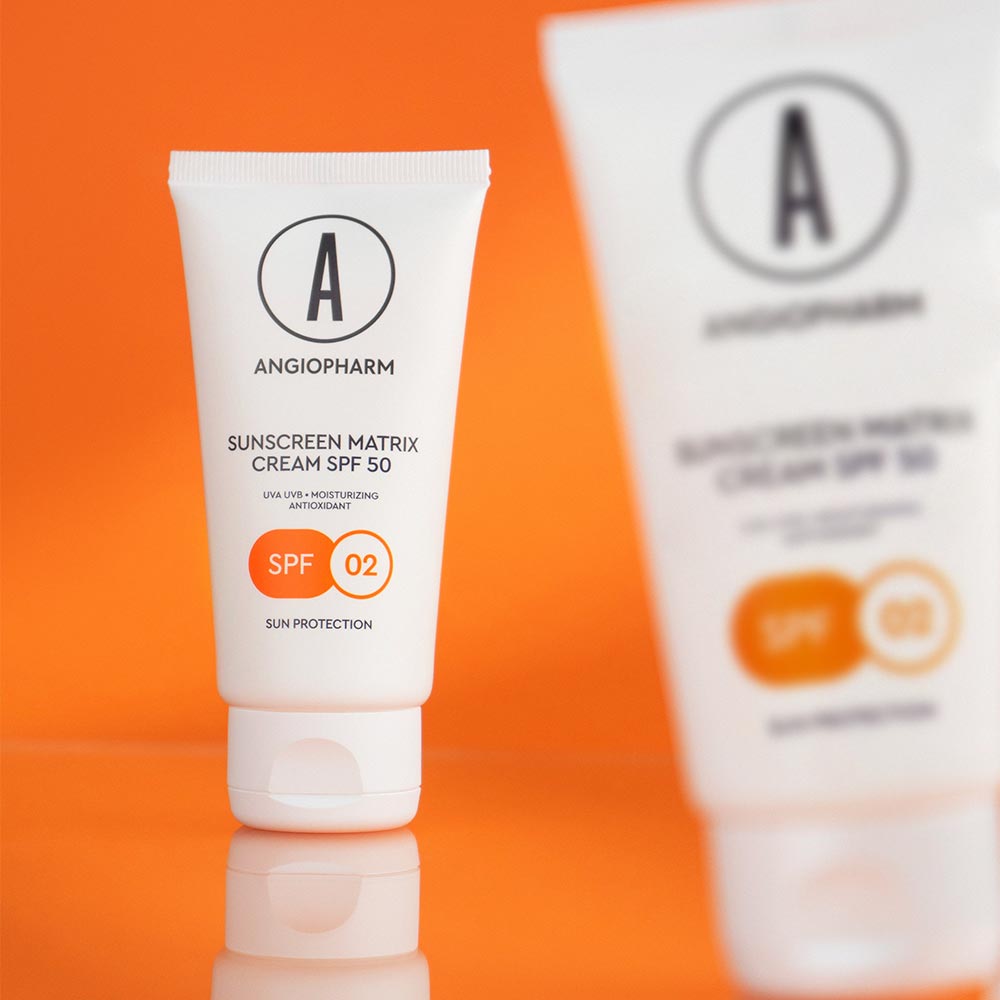 A
ANGIOPHARM
SUNSCREEN MATRIX
CREAM SPF 50
UVA UVB • MOISTURIZING
ANTIOXIDANT
SPF 02
SUN PROTECTION
A
ANGIOPHARM
SUNSCREEN MATRIX
CREAM SPF 50
SPF 02
SUN PROTECTION